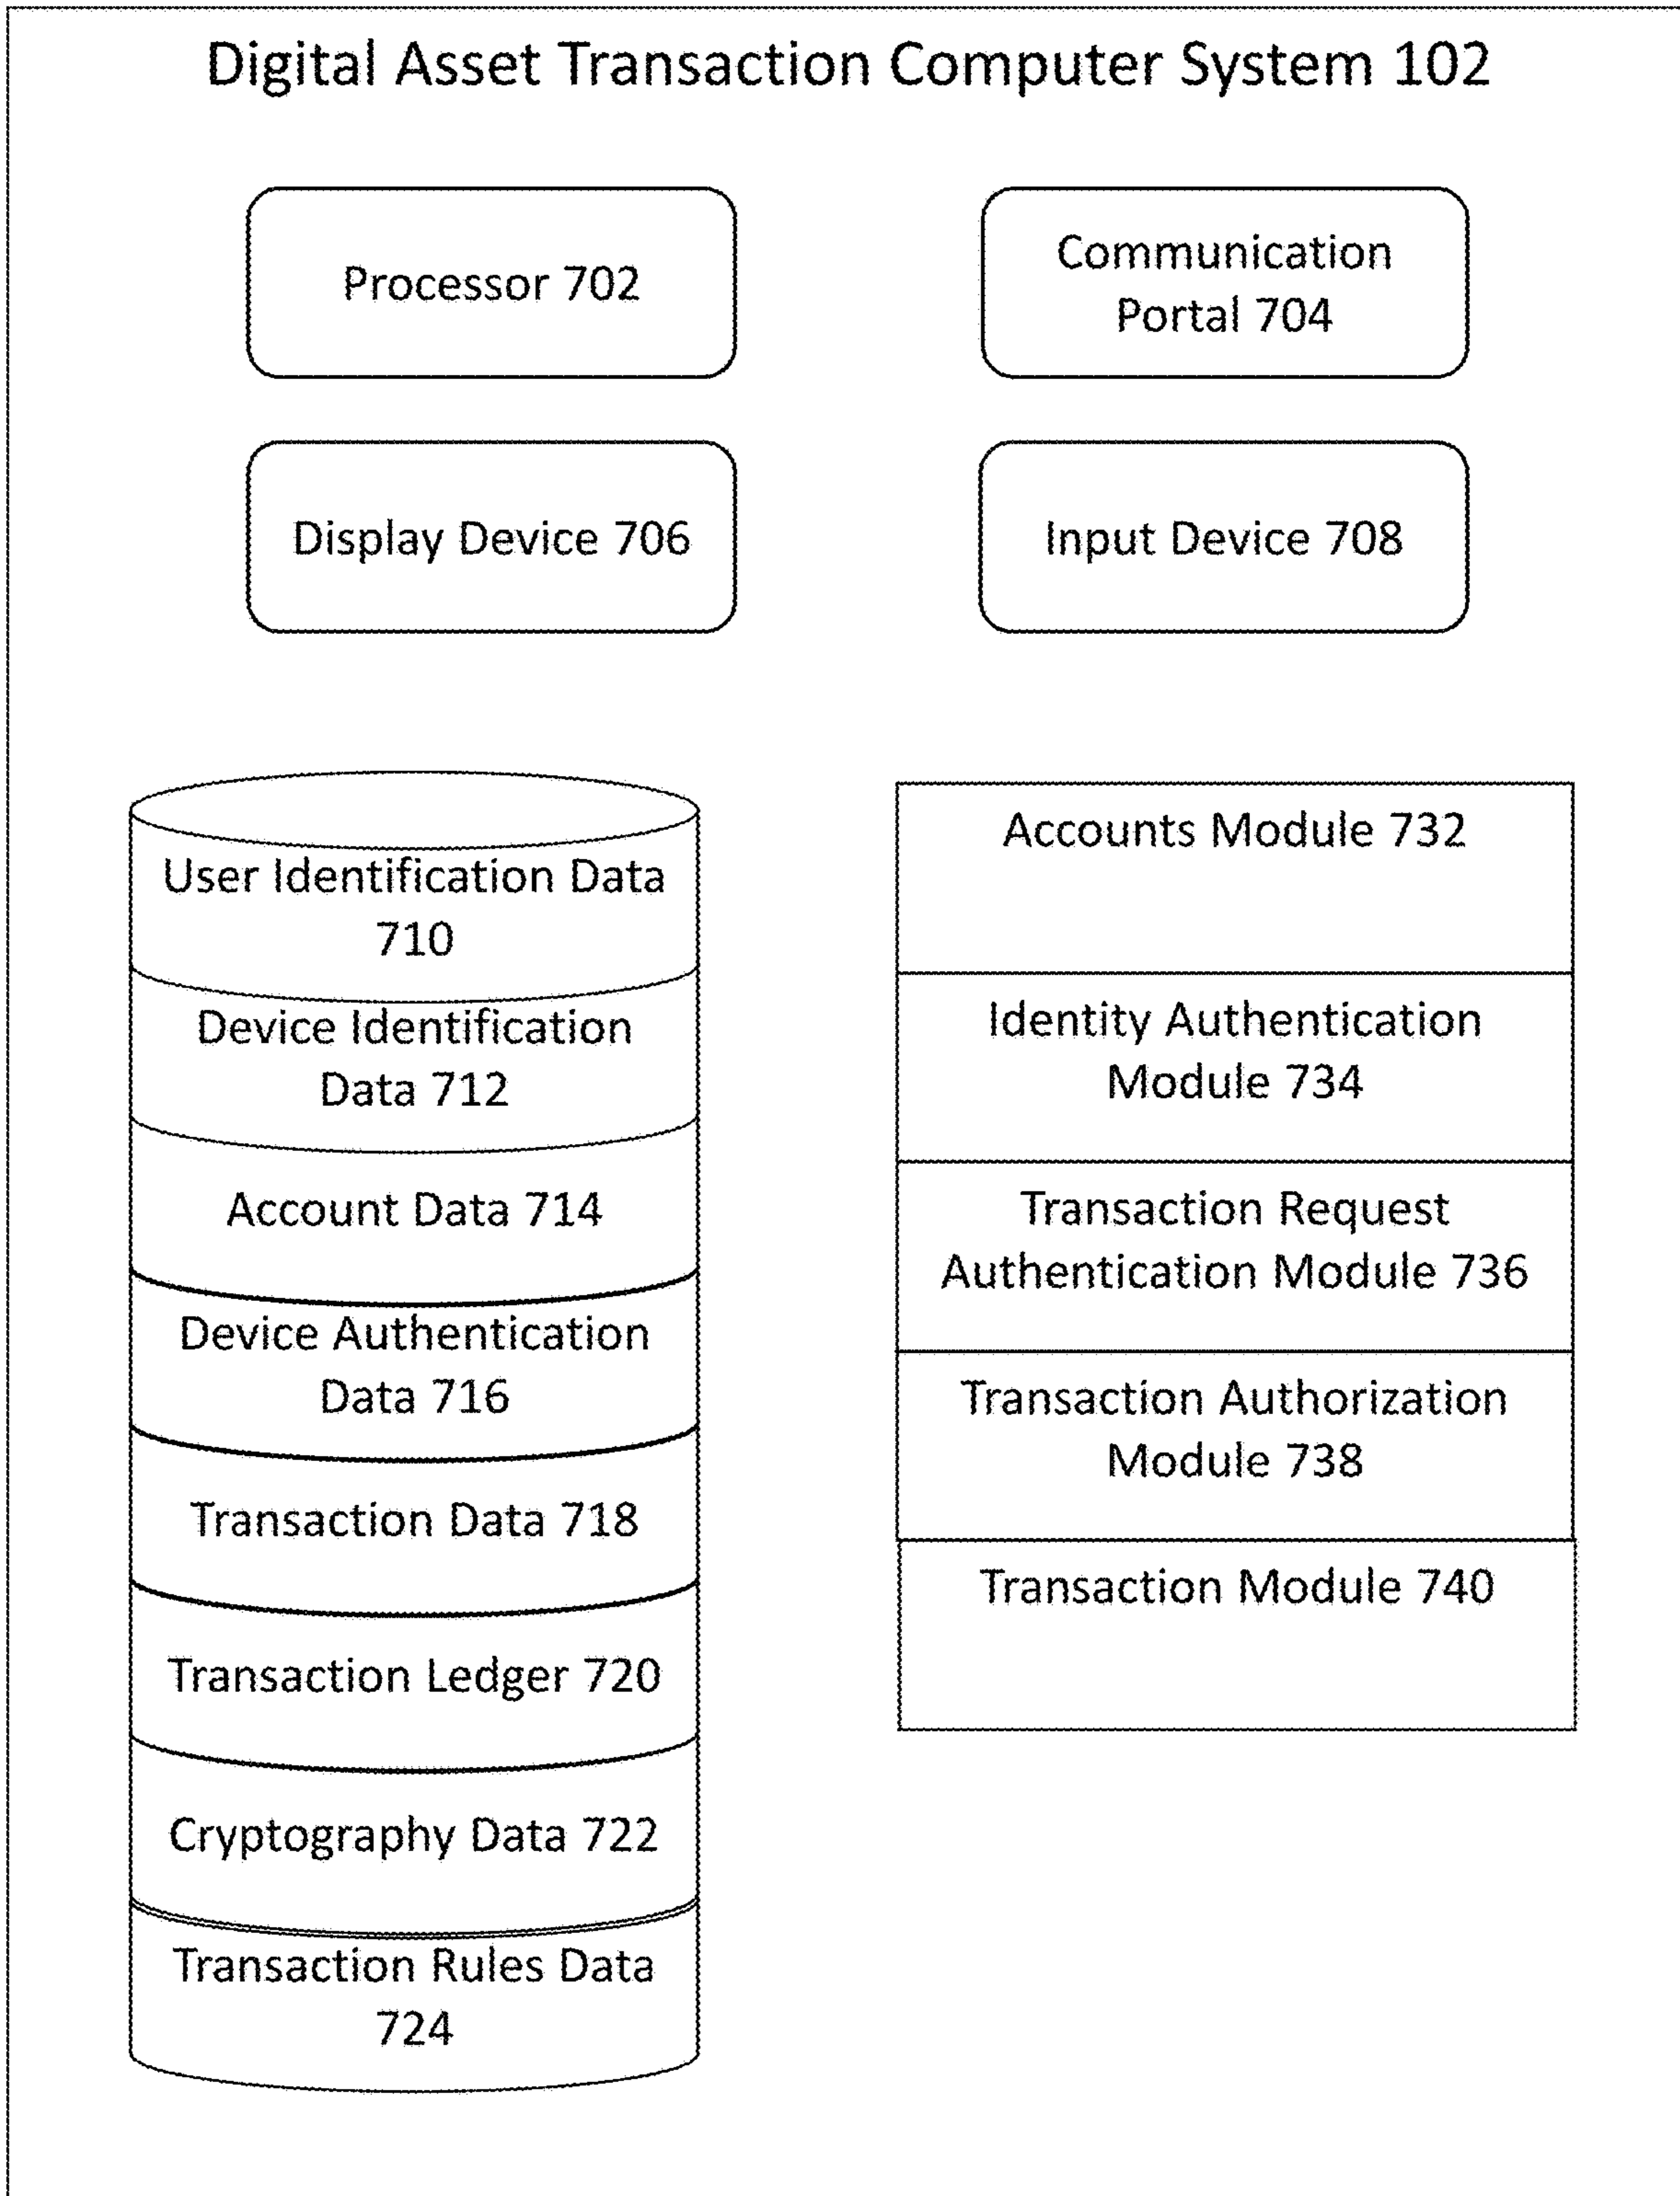 Digital Asset Transaction Computer System 102
Processor 702
Communication
Portal 704
Display Device 706
Input Device 708
User Identification Data
710
Device Identification
Data 712
Account Data 714
Device Authentication
Data 716
Transaction Data 718
Transaction Ledger 720
Cryptography Data 722
Transaction Rules Data
724
Accounts Module 732
Identity Authentication
Module 734
Transaction Request
Authentication Module 736
Transaction Authorization
Module 738
Transaction Module 740